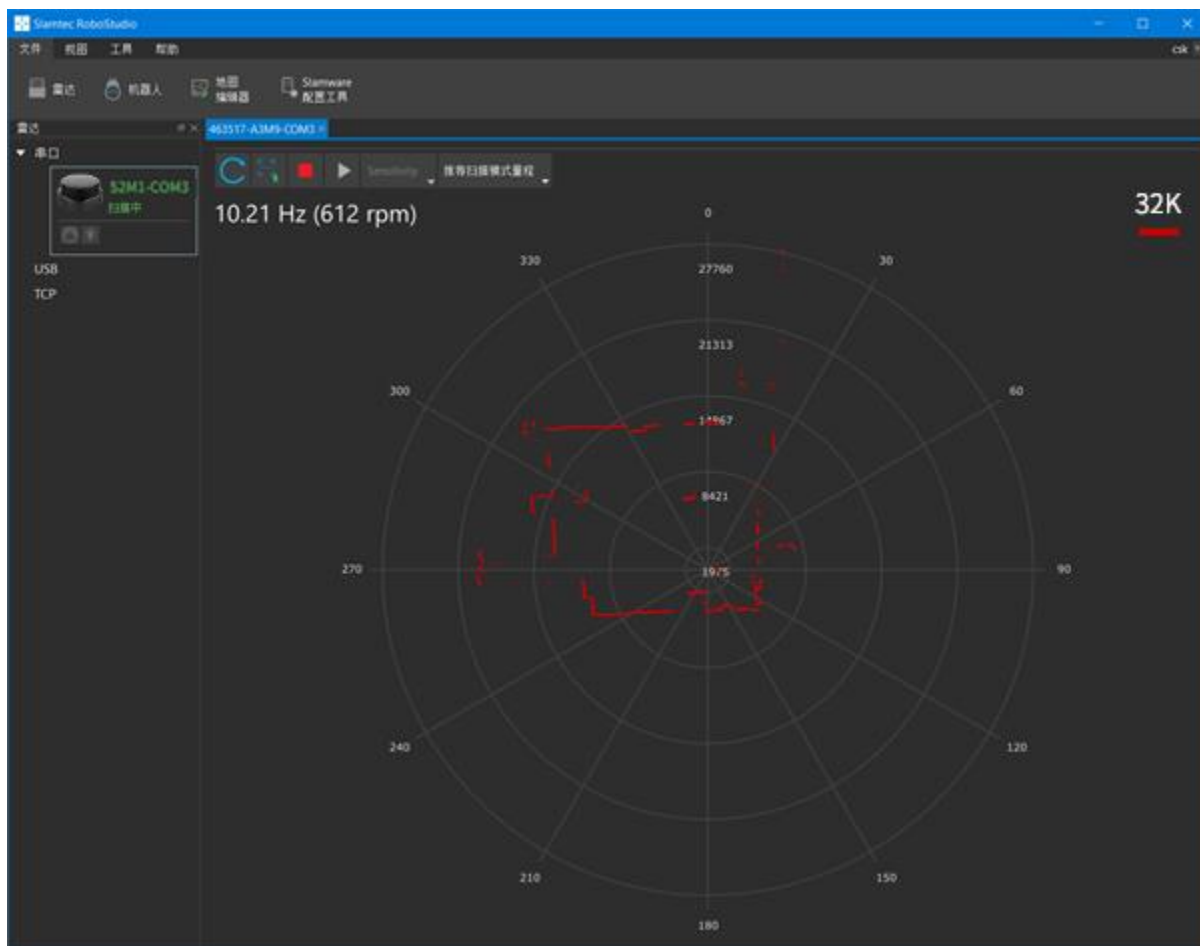 Slamtec RoboStudio
文件 视图 工具 帮助
csk
雷达 机器人 地图编辑器 Slamware 配置工具
雷达
463517-A3M9-COM3
串口
S2M1-COM3
扫描中
USB
TCP
Sensitivity 推荐扫描模式量程
10.21 Hz (612 rpm)
32K
0
330 30
27760
21313
300 60
14867
8421
270 1975 90
240 120
210 150
180